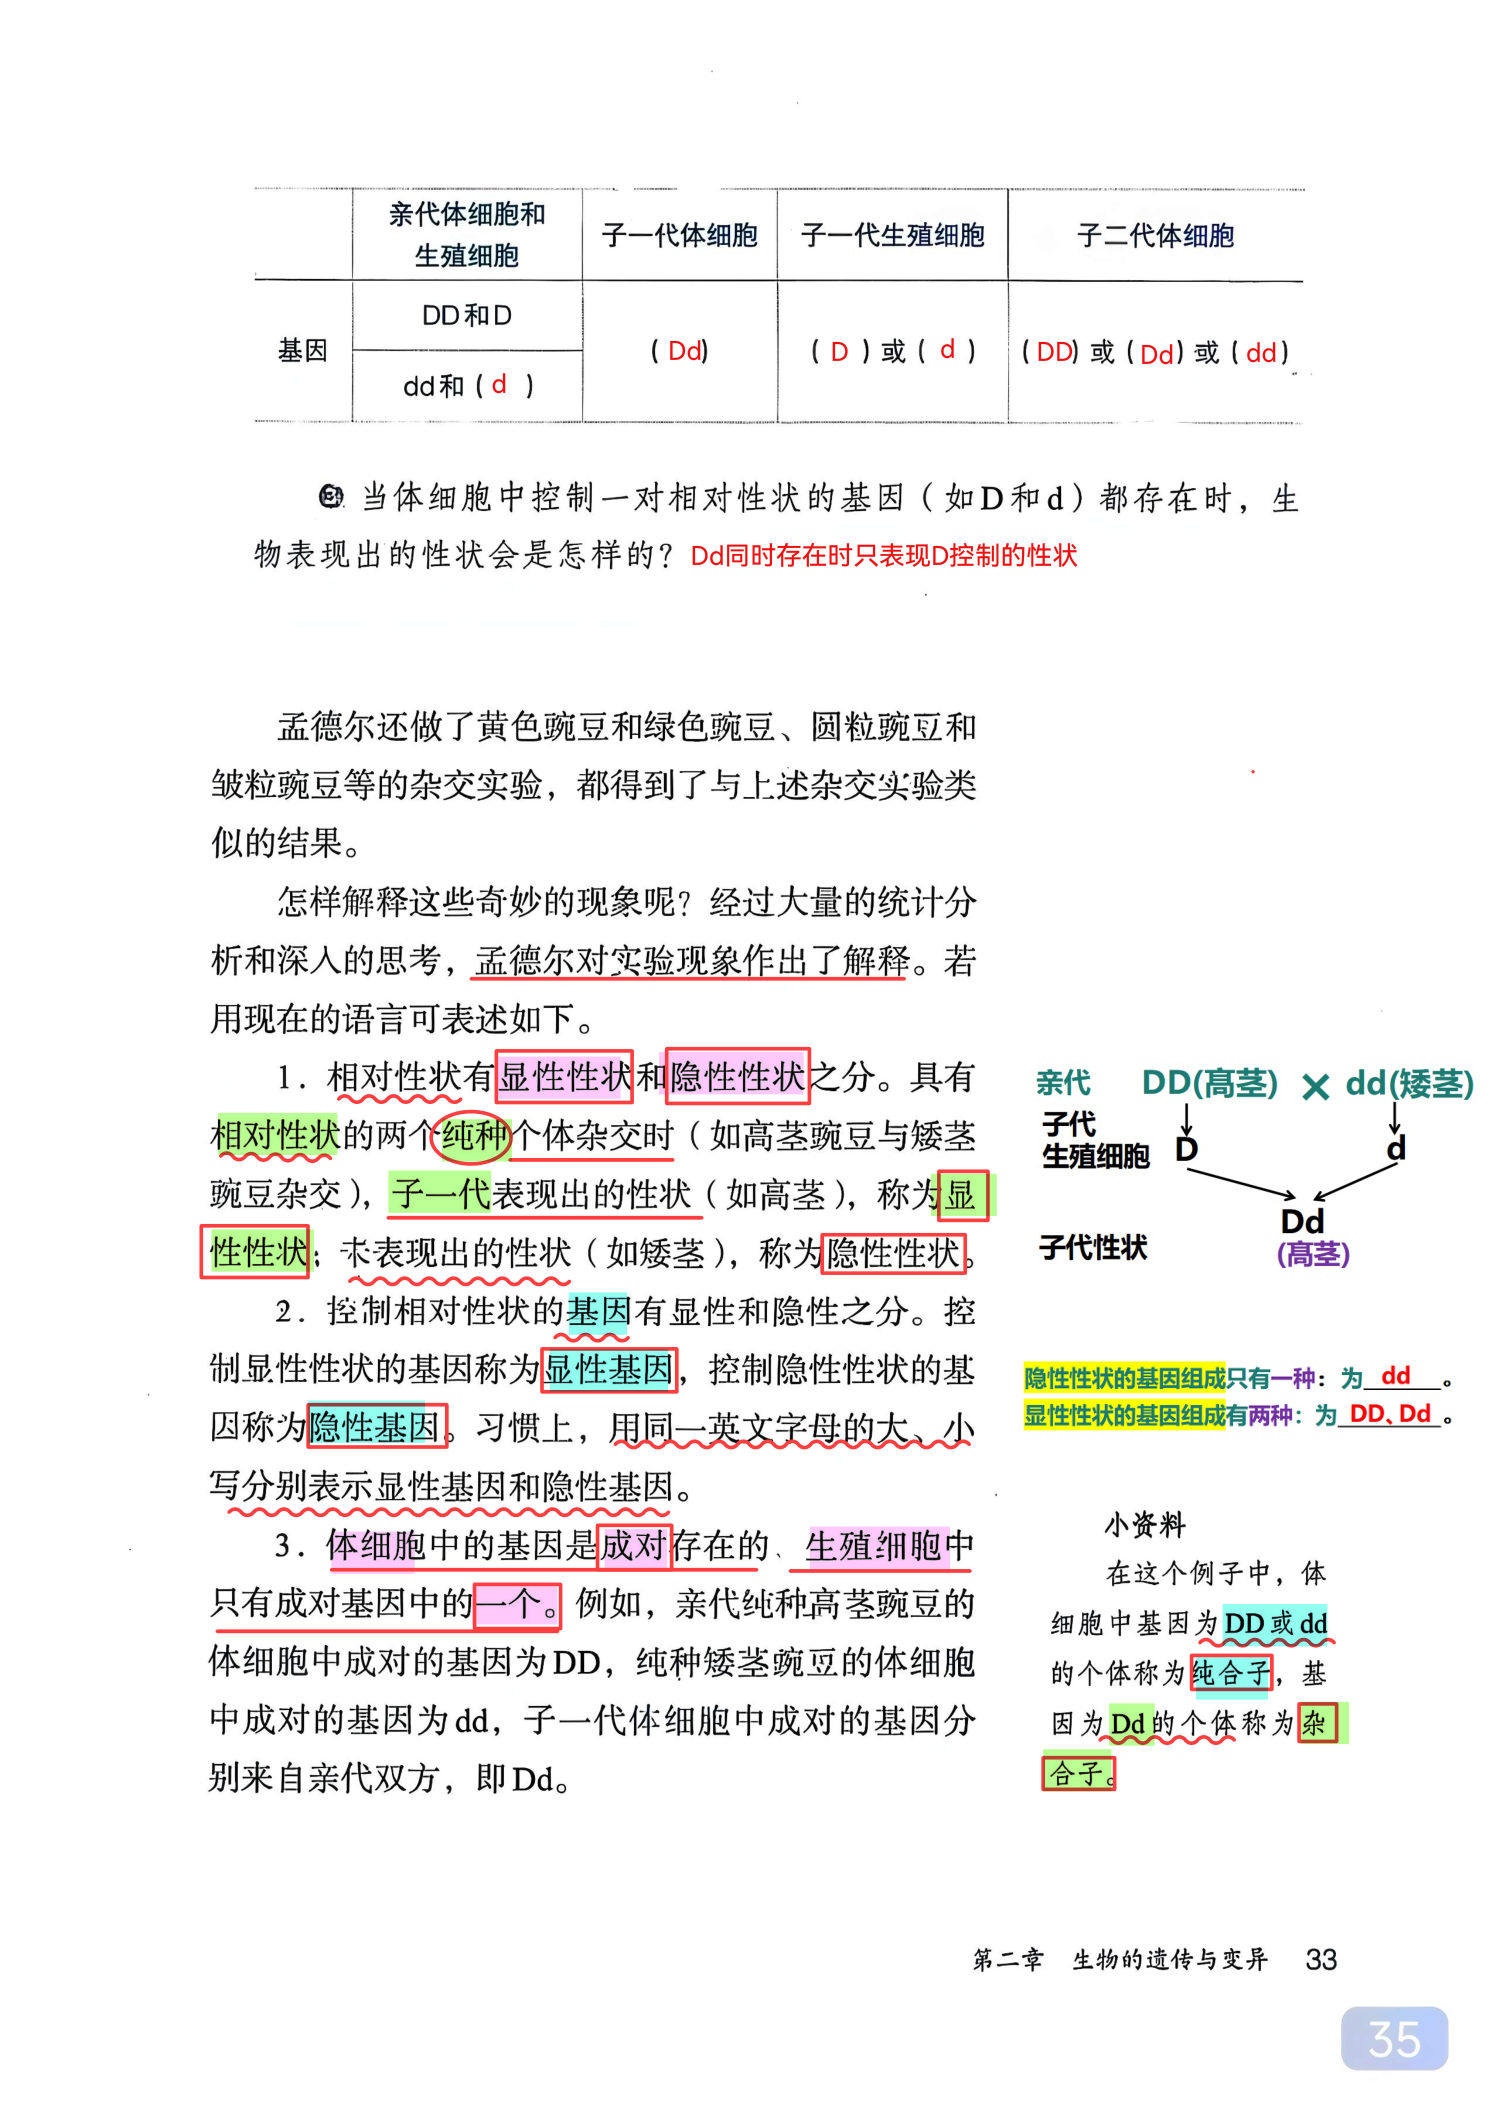 亲代体细胞和
生殖细胞
子一代体细胞
子一代生殖细胞
子二代体细胞
基因
DD和D
dd和(d)
(Dd)
(D)或(d)
(DD)或(Dd)或(dd)
当体细胞中控制一对相对性状的基因(如D和d)都存在时,生
物表现出的性状会是怎样的?Dd同时存在时只表现D控制的性状
孟德尔还做了黄色豌豆和绿色豌豆、圆粒豌豆和
皱粒豌豆等的杂交实验,都得到了与上述杂交实验类
似的结果。
怎样解释这些奇妙的现象呢?经过大量的统计分
析和深入的思考,孟德尔对实验现象作出了解释。若
用现在的语言可表述如下。
1.相对性状有显性性状和隐性性状之分。具有
相对性状的两个纯种个体杂交时(如高茎豌豆与矮茎
豌豆杂交),子一代表现出的性状(如高茎),称为显
性性状;未表现出的性状(如矮茎),称为隐性性状。
2.控制相对性状的基因有显性和隐性之分。控
制显性性状的基因称为显性基因,控制隐性性状的基
因称为隐性基因。习惯上,用同一英文字母的大、小
写分别表示显性基因和隐性基因。
3.体细胞中的基因是成对存在的、生殖细胞中
只有成对基因中的一个。例如,亲代纯种高茎豌豆的
体细胞中成对的基因为DD,纯种矮茎豌豆的体细胞
中成对的基因为dd,子一代体细胞中成对的基因分
别来自亲代双方,即Dd。
亲代 DD(高茎) × dd(矮茎)
子代
生殖细胞 D d
Dd
子代性状 (高茎)
隐性性状的基因组成只有一种:为 dd 。
显性性状的基因组成有两种:为 DD、Dd 。
小资料
在这个例子中,体
细胞中基因为DD或dd
的个体称为纯合子,基
因为Dd的个体称为杂
合子。
第二章 生物的遗传与变异 33
35